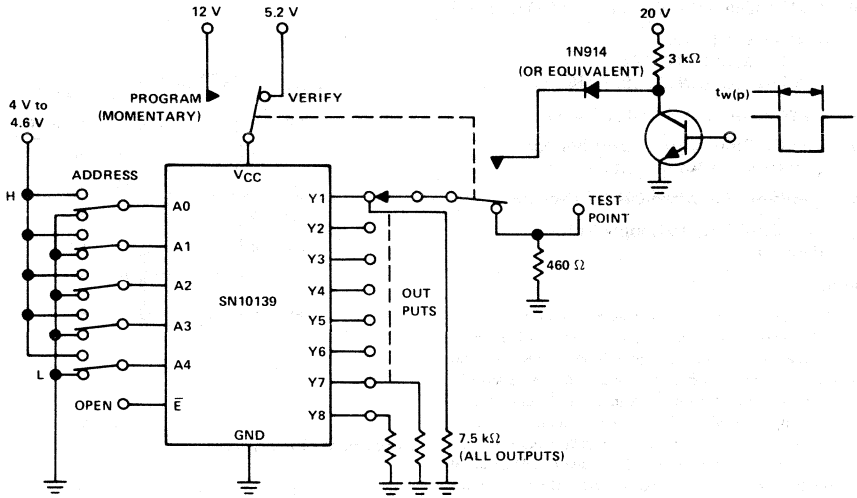 12 V
5.2 V
20 V
1N914
(OR EQUIVALENT)
3 kΩ
tw(p)
PROGRAM
(MOMENTARY)
VERIFY
4 V to
4.6 V
ADDRESS
VCC
H
A0
A1
A2
A3
A4
L
OPEN
E̅
SN10139
GND
Y1
Y2
Y3
Y4
Y5
Y6
Y7
Y8
OUT
PUTS
TEST
POINT
460 Ω
7.5 kΩ
(ALL OUTPUTS)